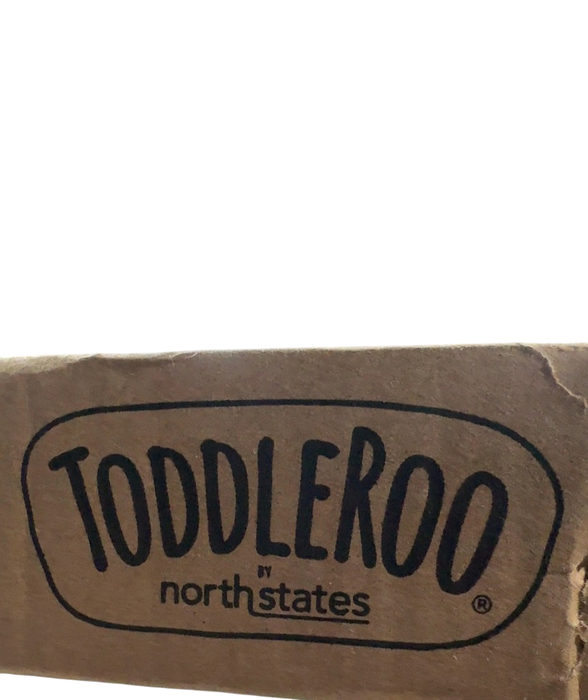 TODDLEROO
BY
northstates
®